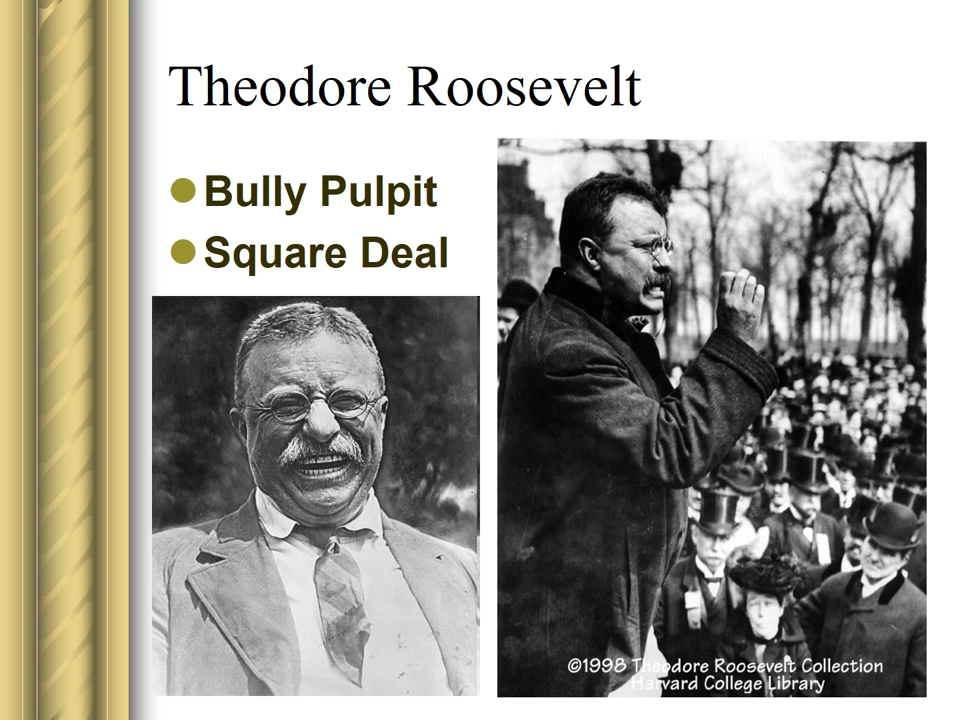 Theodore Roosevelt
Bully Pulpit
Square Deal
©1998 Theodore Roosevelt Collection
Harvard College Library